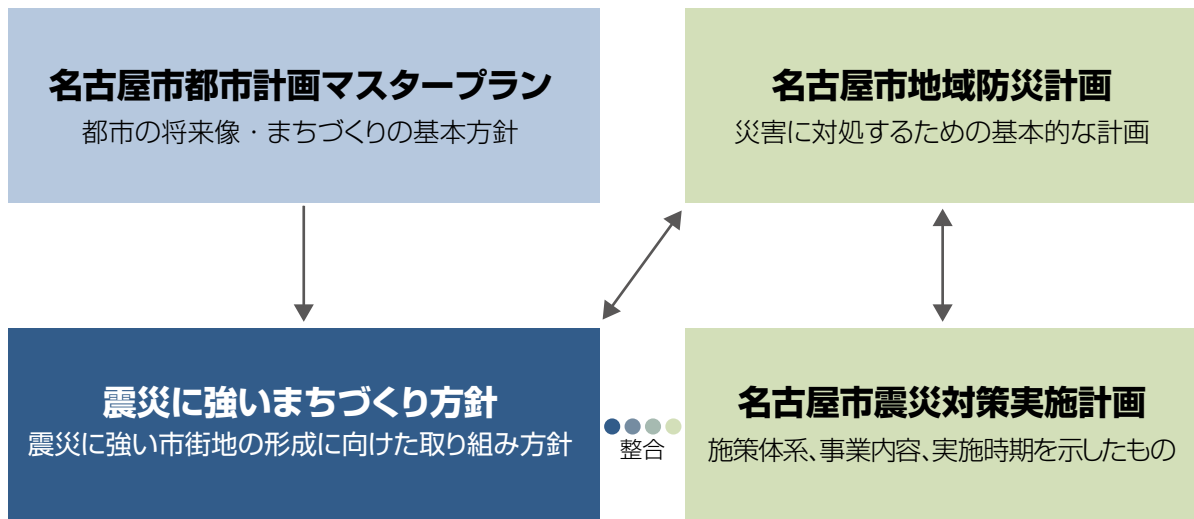 名古屋市都市計画マスタープラン
都市の将来像・まちづくりの基本方針
名古屋市地域防災計画
災害に対処するための基本的な計画
震災に強いまちづくり方針
震災に強い市街地の形成に向けた取り組み方針
整合
名古屋市震災対策実施計画
施策体系、事業内容、実施時期を示したもの